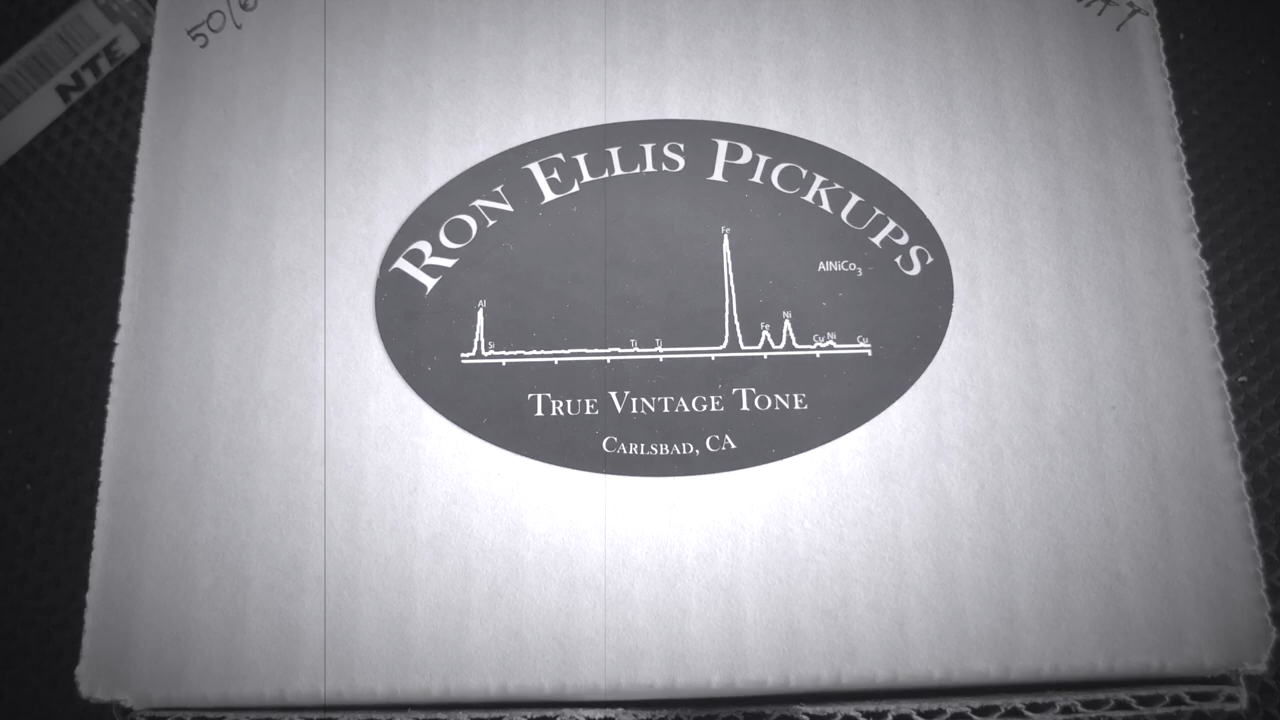 50/
NTE
RON ELLIS PICKUPS
Fe
AlNiCo3
Al
Ni
Fe
Si
Ti
Ti
Cu
Ni
Cu
TRUE VINTAGE TONE
CARLSBAD, CA